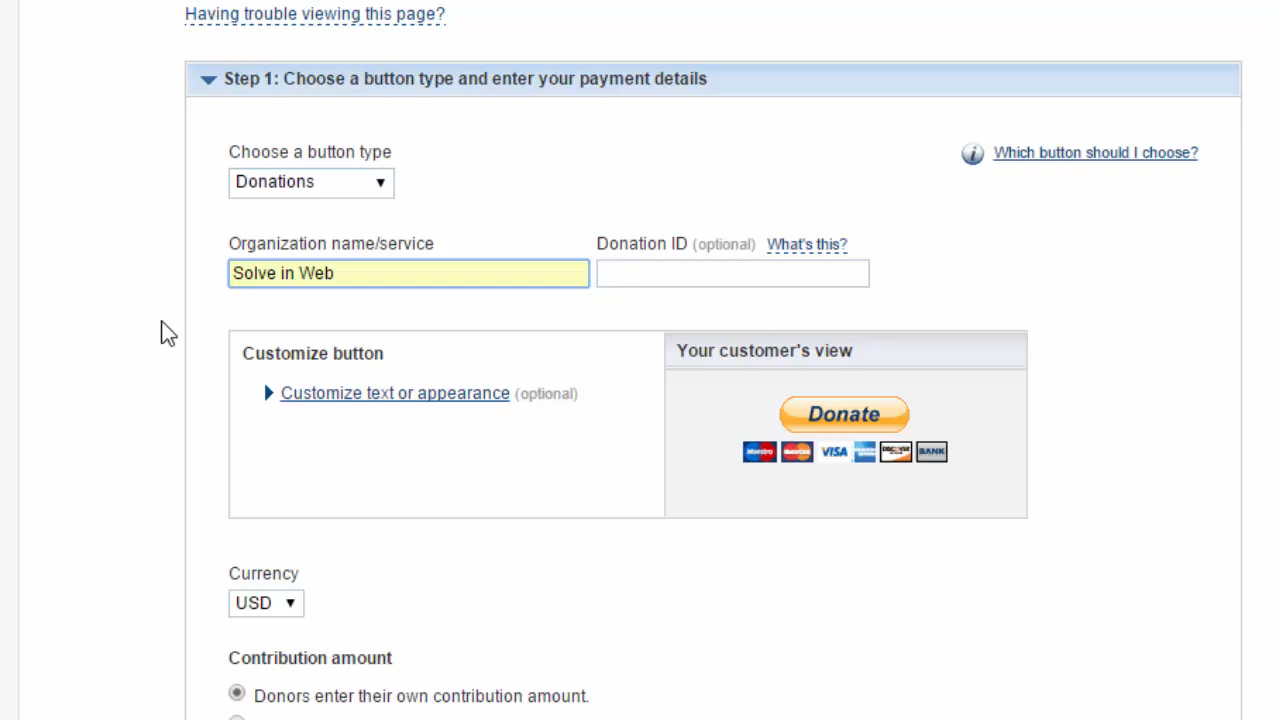 Having trouble viewing this page?
Step 1: Choose a button type and enter your payment details
Choose a button type
Which button should I choose?
Donations
Organization name/service
Donation ID (optional) What's this?
Solve in Web
Customize button
Your customer's view
Customize text or appearance (optional)
Donate
Maestro MasterCard VISA DISCOVER BANK
Currency
USD
Contribution amount
Donors enter their own contribution amount.